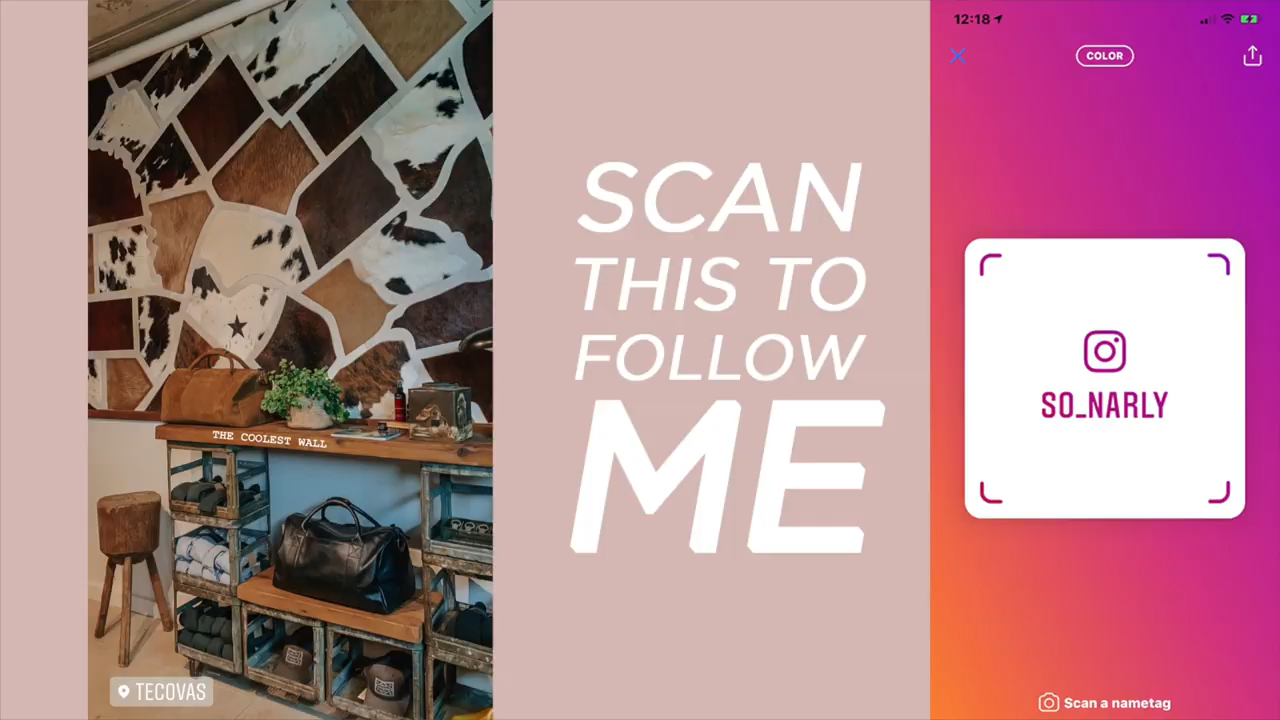 THE COOLEST WALL
TECOVAS
SCAN
THIS TO
FOLLOW
ME
12:18
COLOR
SO_NARLY
Scan a nametag